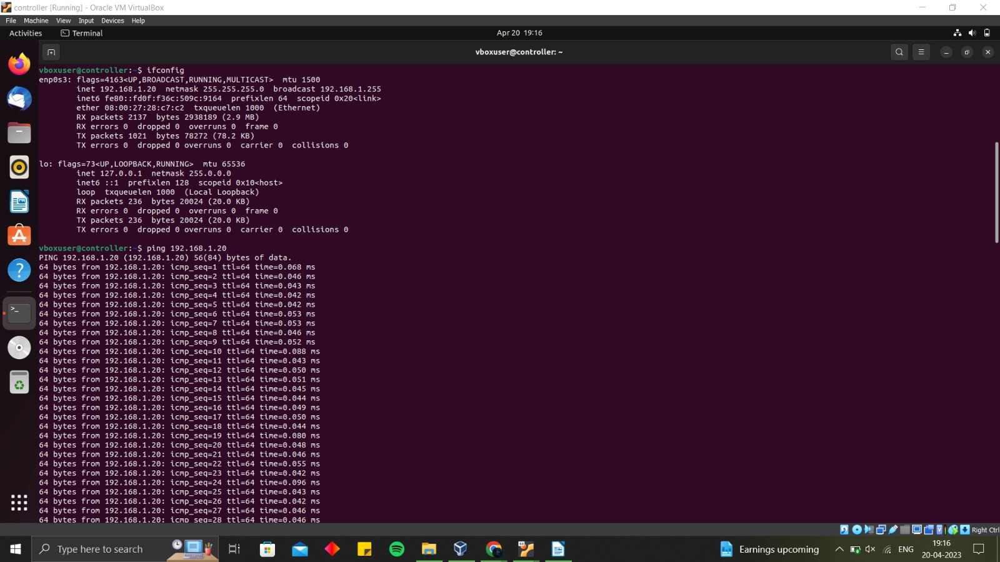 controller [Running] - Oracle VM VirtualBox
File Machine View Input Devices Help
Activities Terminal Apr 20 19:16
vboxuser@controller: ~
vboxuser@controller:~$ ifconfig
enp0s3: flags=4163<UP,BROADCAST,RUNNING,MULTICAST> mtu 1500
inet 192.168.1.20 netmask 255.255.255.0 broadcast 192.168.1.255
inet6 fe80::fd0f:f36c:509c:9164 prefixlen 64 scopeid 0x20<link>
ether 08:00:27:28:c7:c2 txqueuelen 1000 (Ethernet)
RX packets 2137 bytes 2938189 (2.9 MB)
RX errors 0 dropped 0 overruns 0 frame 0
TX packets 1021 bytes 78272 (78.2 KB)
TX errors 0 dropped 0 overruns 0 carrier 0 collisions 0
lo: flags=73<UP,LOOPBACK,RUNNING> mtu 65536
inet 127.0.0.1 netmask 255.0.0.0
inet6 ::1 prefixlen 128 scopeid 0x10<host>
loop txqueuelen 1000 (Local Loopback)
RX packets 236 bytes 20024 (20.0 KB)
RX errors 0 dropped 0 overruns 0 frame 0
TX packets 236 bytes 20024 (20.0 KB)
TX errors 0 dropped 0 overruns 0 carrier 0 collisions 0
vboxuser@controller:~$ ping 192.168.1.20
PING 192.168.1.20 (192.168.1.20) 56(84) bytes of data.
64 bytes from 192.168.1.20: icmp_seq=1 ttl=64 time=0.068 ms
64 bytes from 192.168.1.20: icmp_seq=2 ttl=64 time=0.046 ms
64 bytes from 192.168.1.20: icmp_seq=3 ttl=64 time=0.043 ms
64 bytes from 192.168.1.20: icmp_seq=4 ttl=64 time=0.042 ms
64 bytes from 192.168.1.20: icmp_seq=5 ttl=64 time=0.042 ms
64 bytes from 192.168.1.20: icmp_seq=6 ttl=64 time=0.053 ms
64 bytes from 192.168.1.20: icmp_seq=7 ttl=64 time=0.053 ms
64 bytes from 192.168.1.20: icmp_seq=8 ttl=64 time=0.046 ms
64 bytes from 192.168.1.20: icmp_seq=9 ttl=64 time=0.052 ms
64 bytes from 192.168.1.20: icmp_seq=10 ttl=64 time=0.088 ms
64 bytes from 192.168.1.20: icmp_seq=11 ttl=64 time=0.043 ms
64 bytes from 192.168.1.20: icmp_seq=12 ttl=64 time=0.050 ms
64 bytes from 192.168.1.20: icmp_seq=13 ttl=64 time=0.051 ms
64 bytes from 192.168.1.20: icmp_seq=14 ttl=64 time=0.045 ms
64 bytes from 192.168.1.20: icmp_seq=15 ttl=64 time=0.044 ms
64 bytes from 192.168.1.20: icmp_seq=16 ttl=64 time=0.049 ms
64 bytes from 192.168.1.20: icmp_seq=17 ttl=64 time=0.050 ms
64 bytes from 192.168.1.20: icmp_seq=18 ttl=64 time=0.044 ms
64 bytes from 192.168.1.20: icmp_seq=19 ttl=64 time=0.080 ms
64 bytes from 192.168.1.20: icmp_seq=20 ttl=64 time=0.048 ms
64 bytes from 192.168.1.20: icmp_seq=21 ttl=64 time=0.046 ms
64 bytes from 192.168.1.20: icmp_seq=22 ttl=64 time=0.055 ms
64 bytes from 192.168.1.20: icmp_seq=23 ttl=64 time=0.042 ms
64 bytes from 192.168.1.20: icmp_seq=24 ttl=64 time=0.096 ms
64 bytes from 192.168.1.20: icmp_seq=25 ttl=64 time=0.043 ms
64 bytes from 192.168.1.20: icmp_seq=26 ttl=64 time=0.042 ms
64 bytes from 192.168.1.20: icmp_seq=27 ttl=64 time=0.046 ms
64 bytes from 192.168.1.20: icmp_seq=28 ttl=64 time=0.046 ms
Right Ctrl
Type here to search
Earnings upcoming
ENG
19:16
20-04-2023